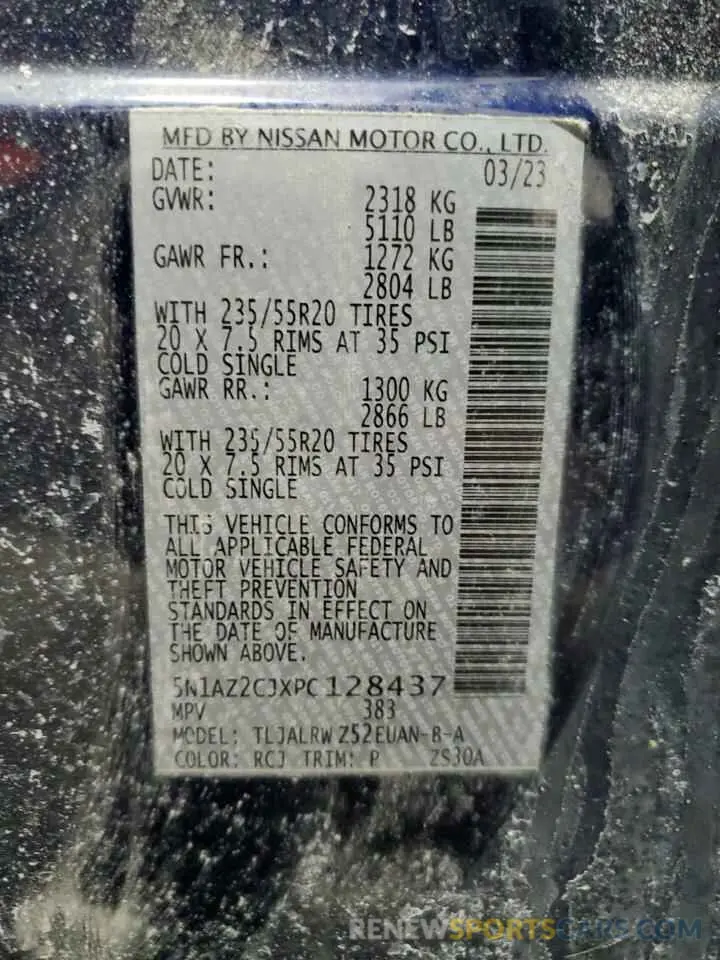 MFD BY NISSAN MOTOR CO., LTD.
DATE: 03/23
GVWR: 2318 KG
5110 LB
GAWR FR.: 1272 KG
2804 LB
WITH 235/55R20 TIRES
20 X 7.5 RIMS AT 35 PSI
COLD SINGLE
GAWR RR.: 1300 KG
2866 LB
WITH 235/55R20 TIRES
20 X 7.5 RIMS AT 35 PSI
COLD SINGLE
THIS VEHICLE CONFORMS TO
ALL APPLICABLE FEDERAL
MOTOR VEHICLE SAFETY AND
THEFT PREVENTION
STANDARDS IN EFFECT ON
THE DATE OF MANUFACTURE
SHOWN ABOVE.
5N1AZ2CJXPC128437
MPV 383
MODEL: TLJALRW Z52EUAN-B-A
COLOR: RCJ TRIM: P ZS30A
RENEWSPORTSCARS.COM